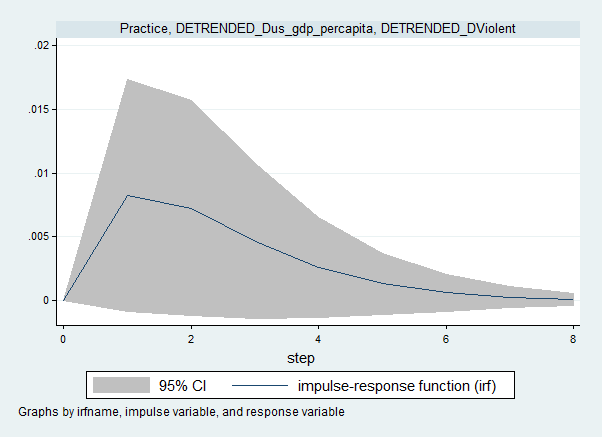 Practice, DETRENDED_Dus_gdp_percapita, DETRENDED_DViolent
.02
.015
.01
.005
0
0 2 4 6 8
step
95% CI impulse-response function (irf)
Graphs by irfname, impulse variable, and response variable